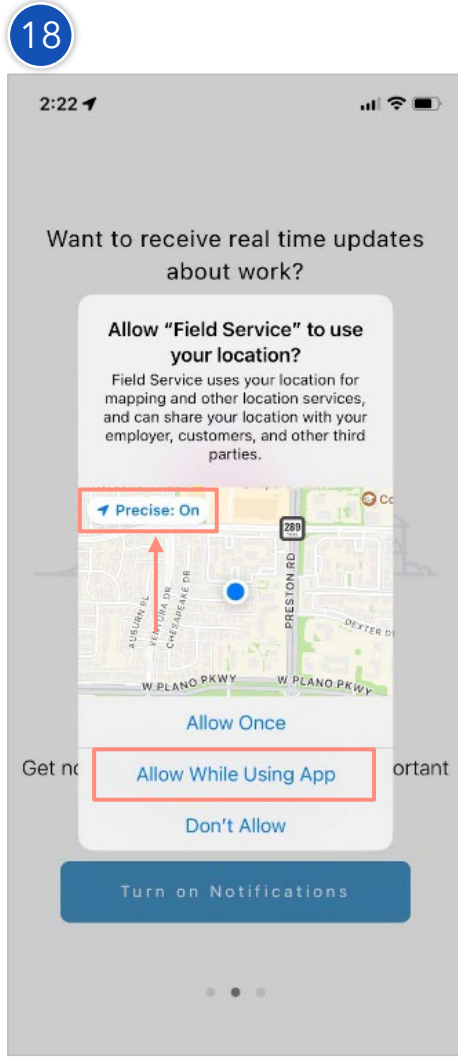 18
2:22
Want to receive real time updates
about work?
Allow “Field Service” to use
your location?
Field Service uses your location for
mapping and other location services,
and can share your location with your
employer, customers, and other third
parties.
Precise: On
Co
289
AUBURN PL
VENTURA DR
CHESAPEAKE DR
PRESTON RD
DEXTER DR
W PLANO PKWY
W PLANO PKWY
Allow Once
Get no
Allow While Using App
ortant
Don’t Allow
Turn on Notifications